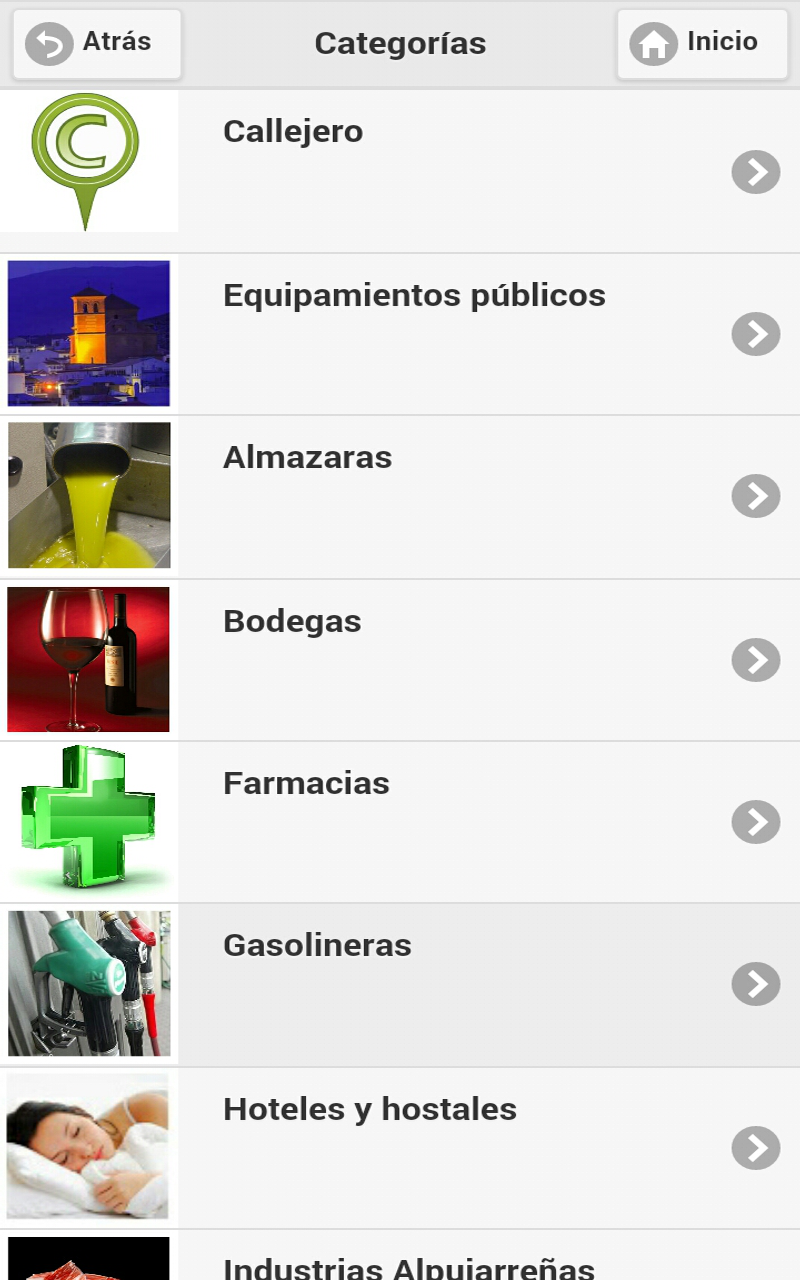 Atrás
Categorías
Inicio
Callejero
Equipamientos públicos
Almazaras
Bodegas
Farmacias
Gasolineras
Hoteles y hostales
Industrias Alpujarreñas